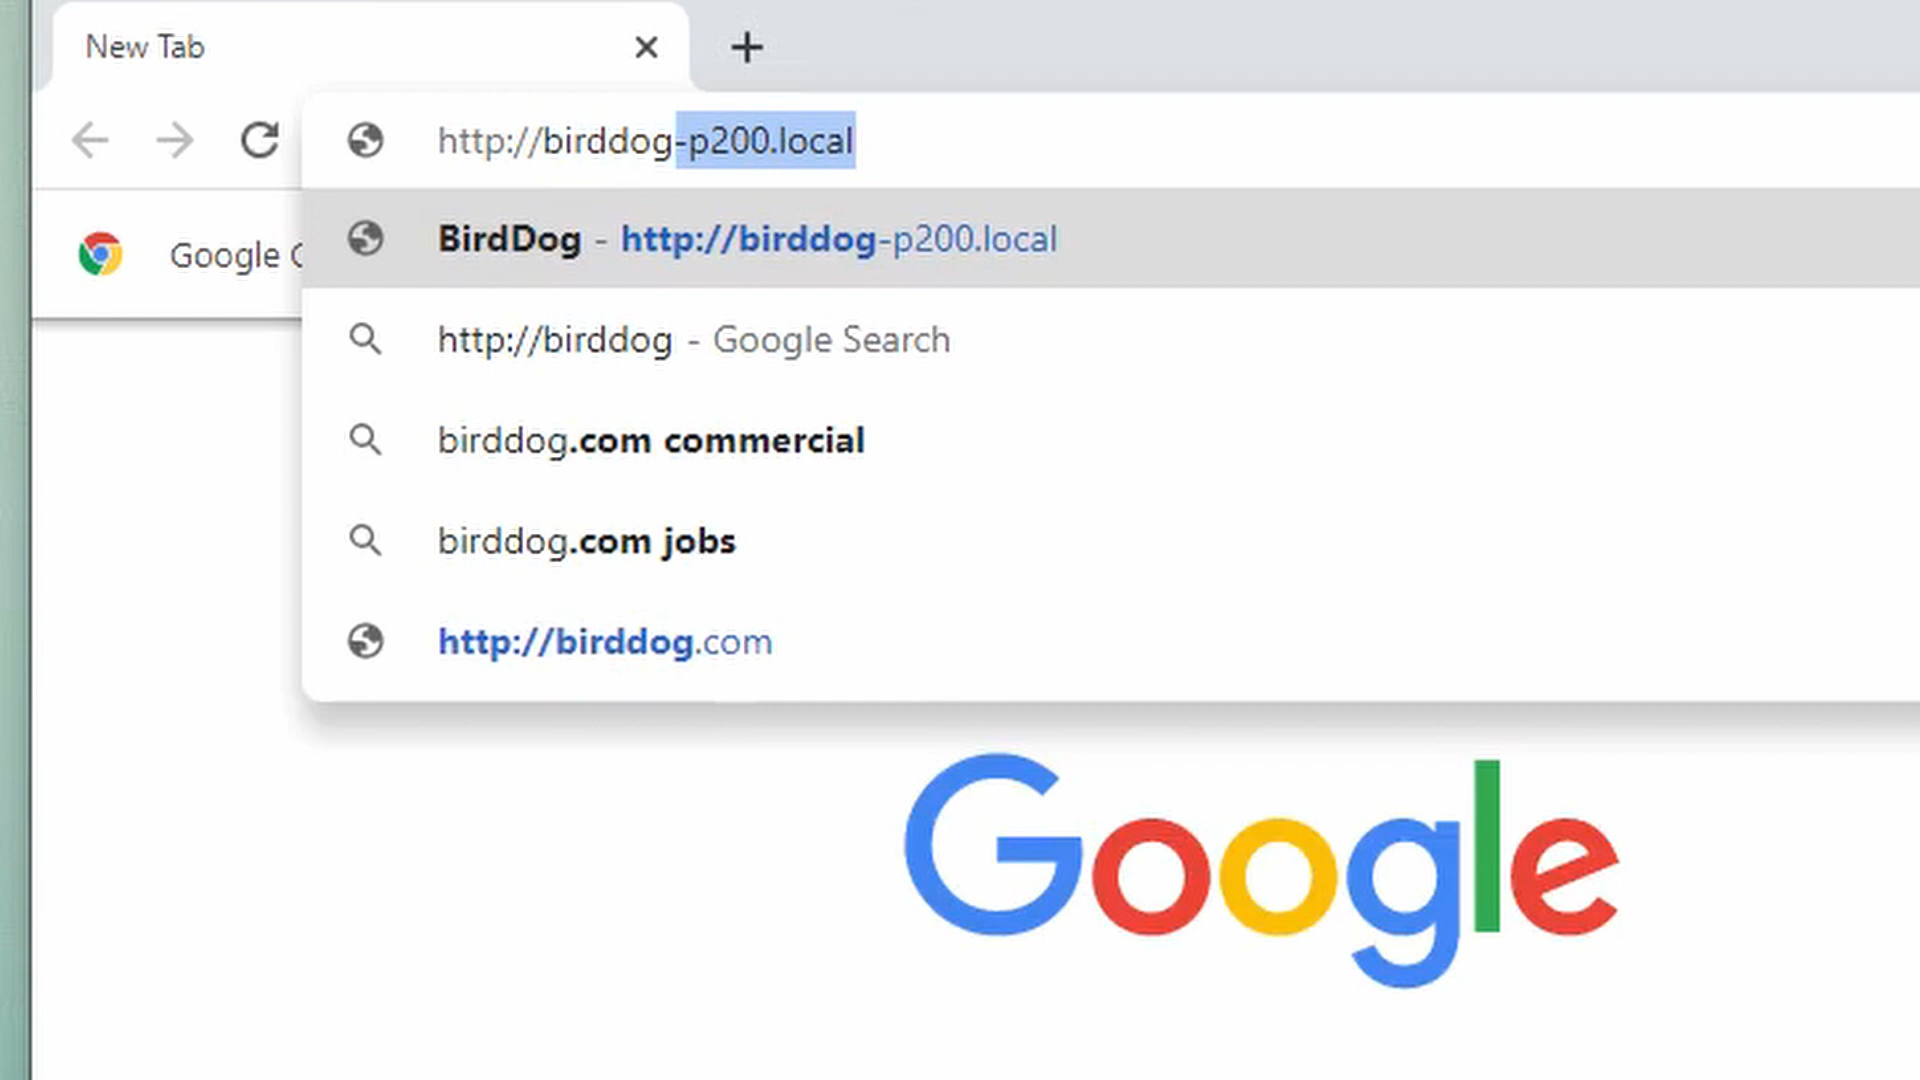 New Tab
http://birddog-p200.local
BirdDog - http://birddog-p200.local
Google
http://birddog - Google Search
birddog.com commercial
birddog.com jobs
http://birddog.com
Google